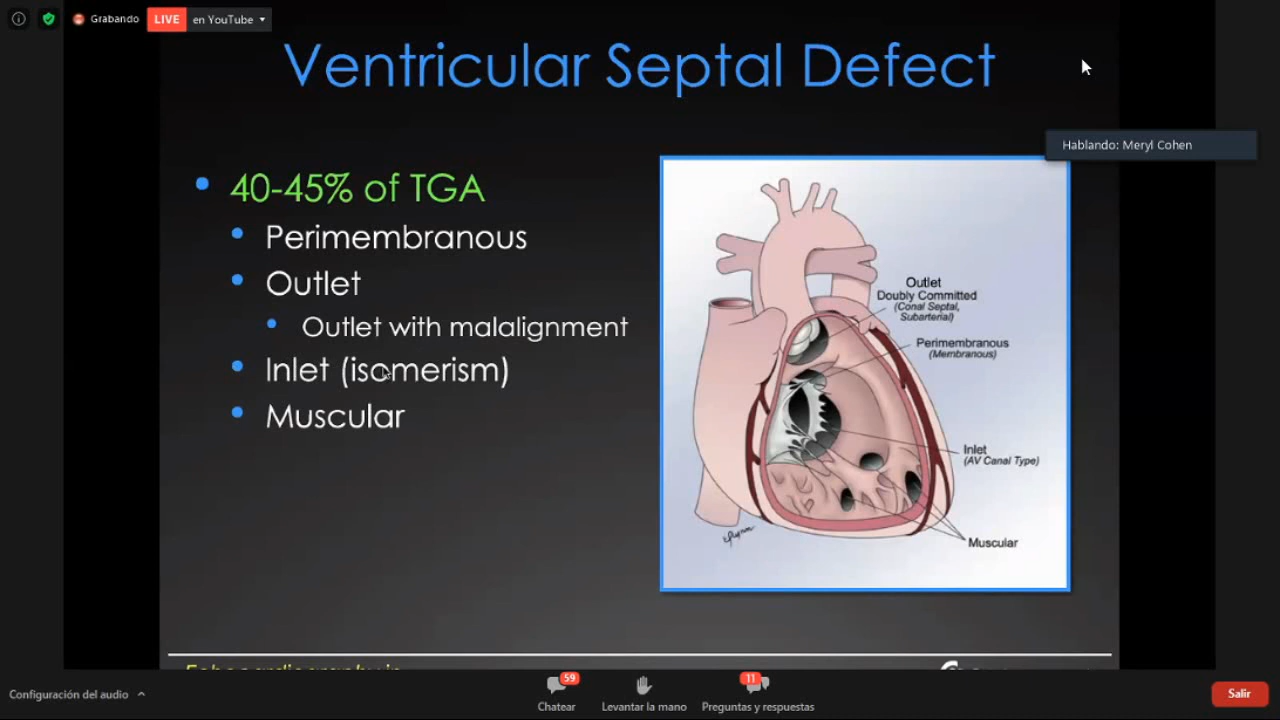 Grabando
LIVE
en YouTube
Ventricular Septal Defect
Hablando: Meryl Cohen
40-45% of TGA
Perimembranous
Outlet
Outlet with malalignment
Inlet (isomerism)
Muscular
Outlet
Doubly Committed
(Conal Septal,
Subarterial)
Perimembranous
(Membranous)
Inlet
(AV Canal Type)
Muscular
Configuración del audio
59
Chatear
Levantar la mano
11
Preguntas y respuestas
Salir